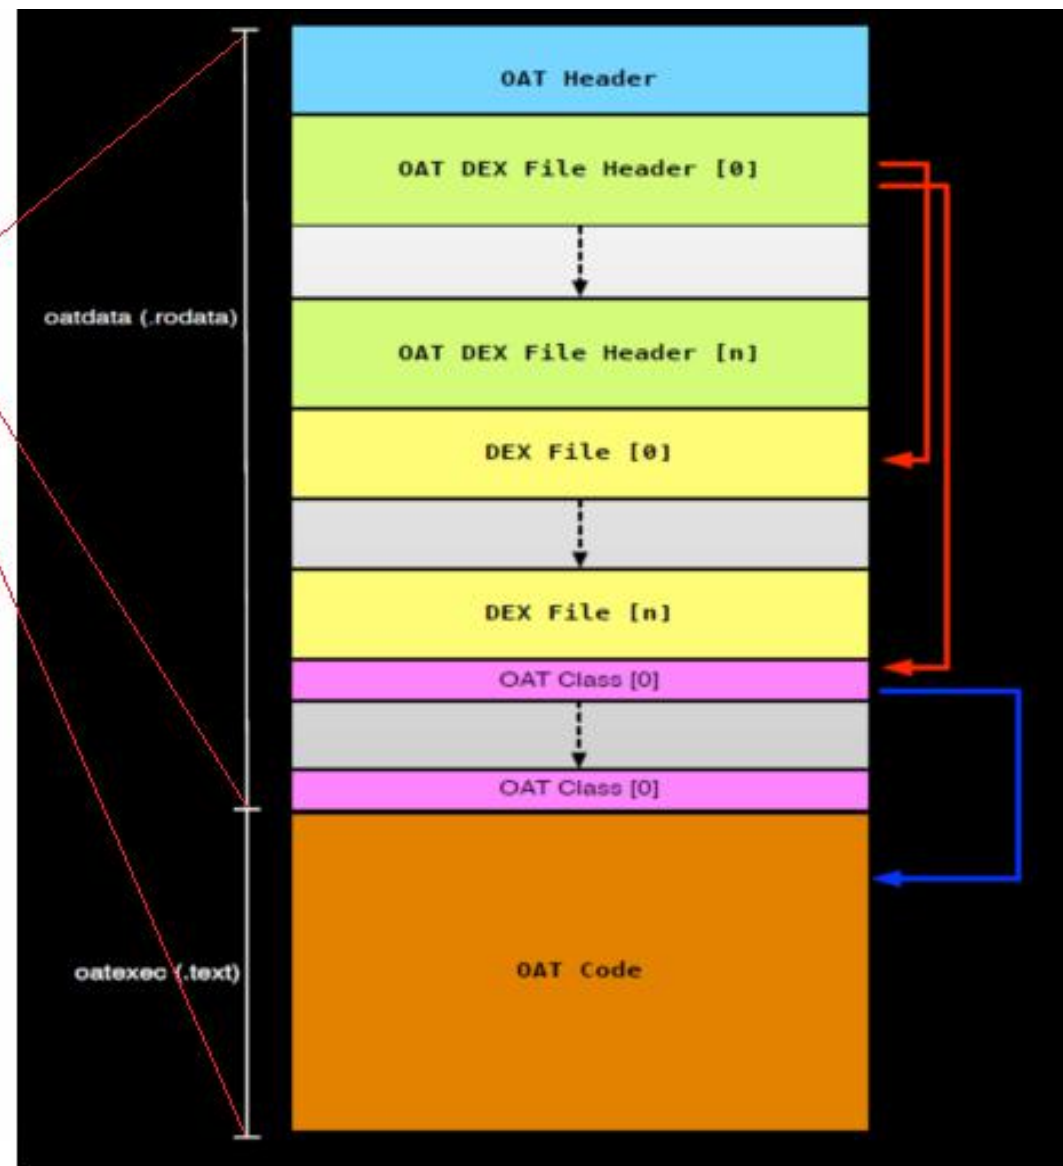 OAT Header
OAT DEX File Header [0]
oatdata (.rodata)
OAT DEX File Header [n]
DEX File [0]
DEX File [n]
OAT Class [0]
OAT Class [0]
oatexec (.text)
OAT Code